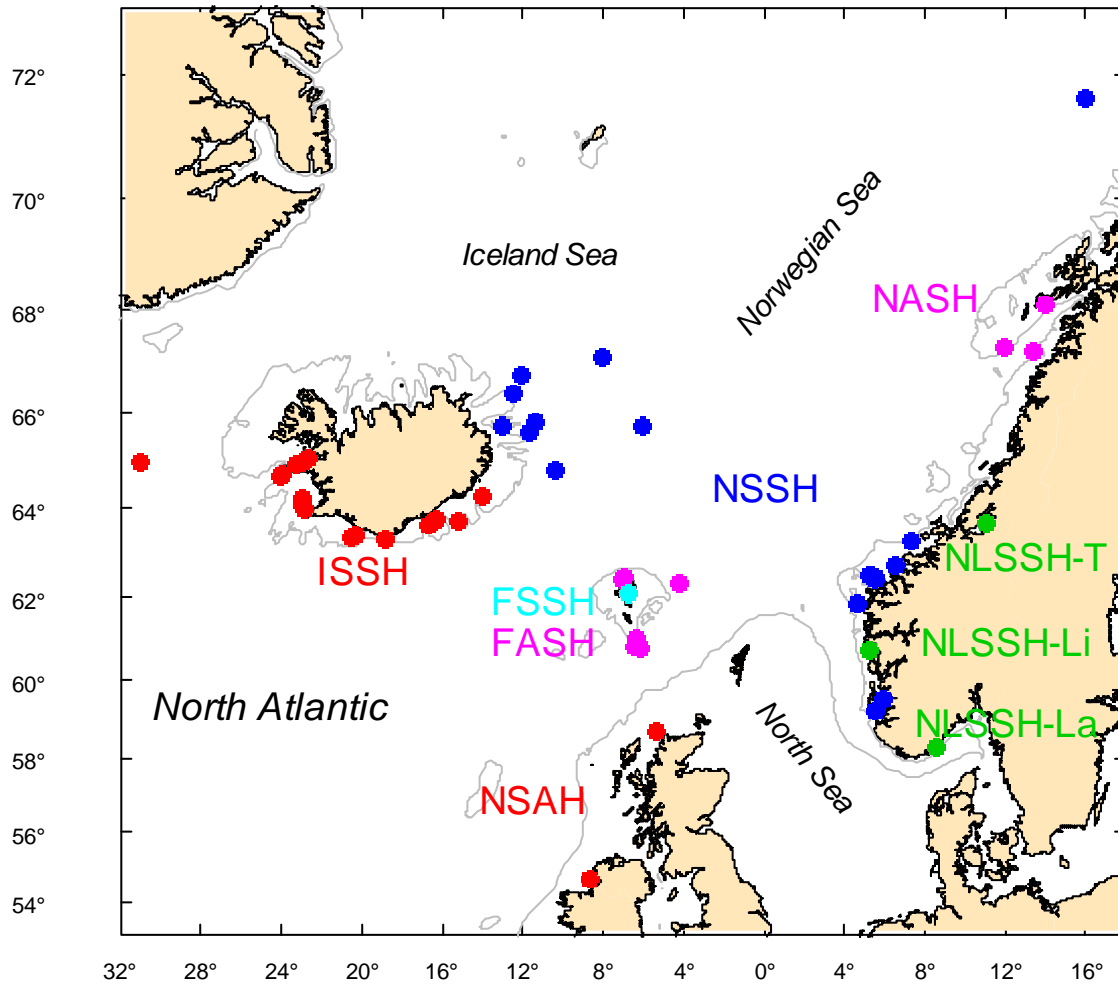 72°
70°
Norwegian Sea
Iceland Sea
NASH
68°
66°
NSSH
64°
NLSSH-T
ISSH
62°
FSSH
FASH
NLSSH-Li
60°
North Atlantic
NLSSH-La
North Sea
58°
NSAH
56°
54°
32° 28° 24° 20° 16° 12° 8° 4° 0° 4° 8° 12° 16°